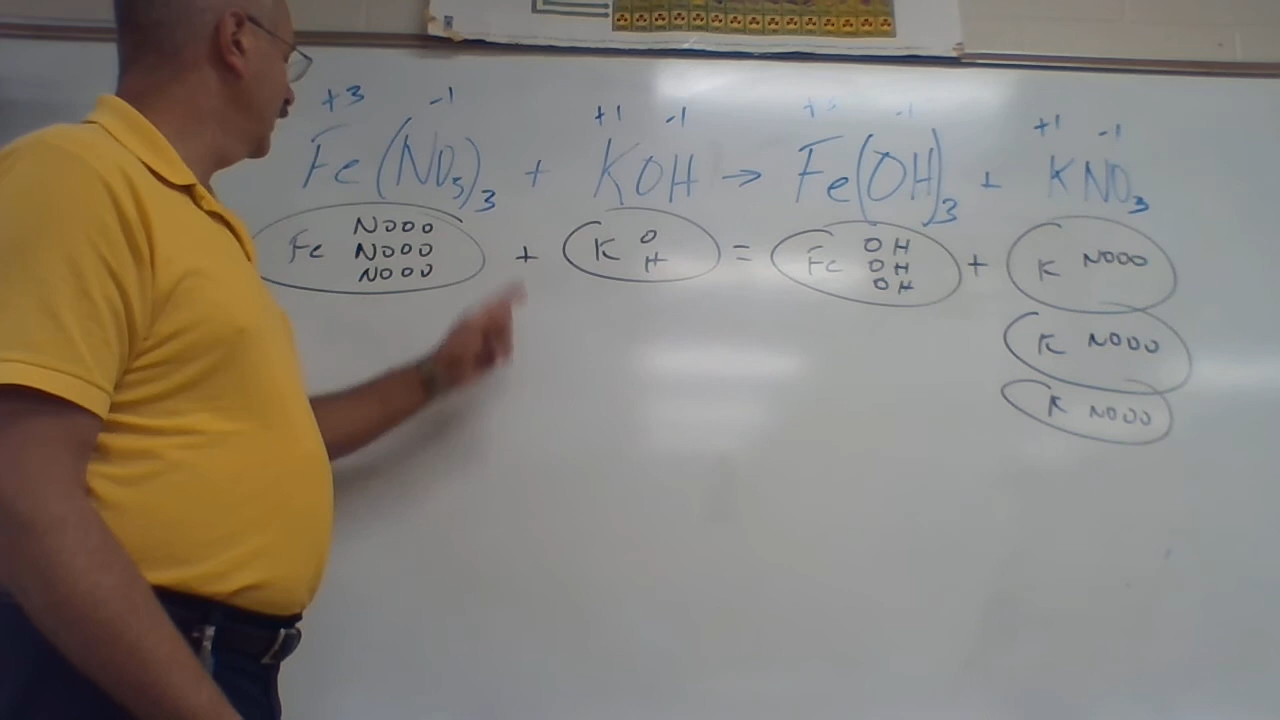 +3 -1 +1 -1 +3 -1 +1 -1
Fe(NO3)3 + KOH → Fe(OH)3 + KNO3
Fe NOOO + K O = Fe OH + K NOOO
NOOO H OH
NOOO OH
K NOOO
K NOOO